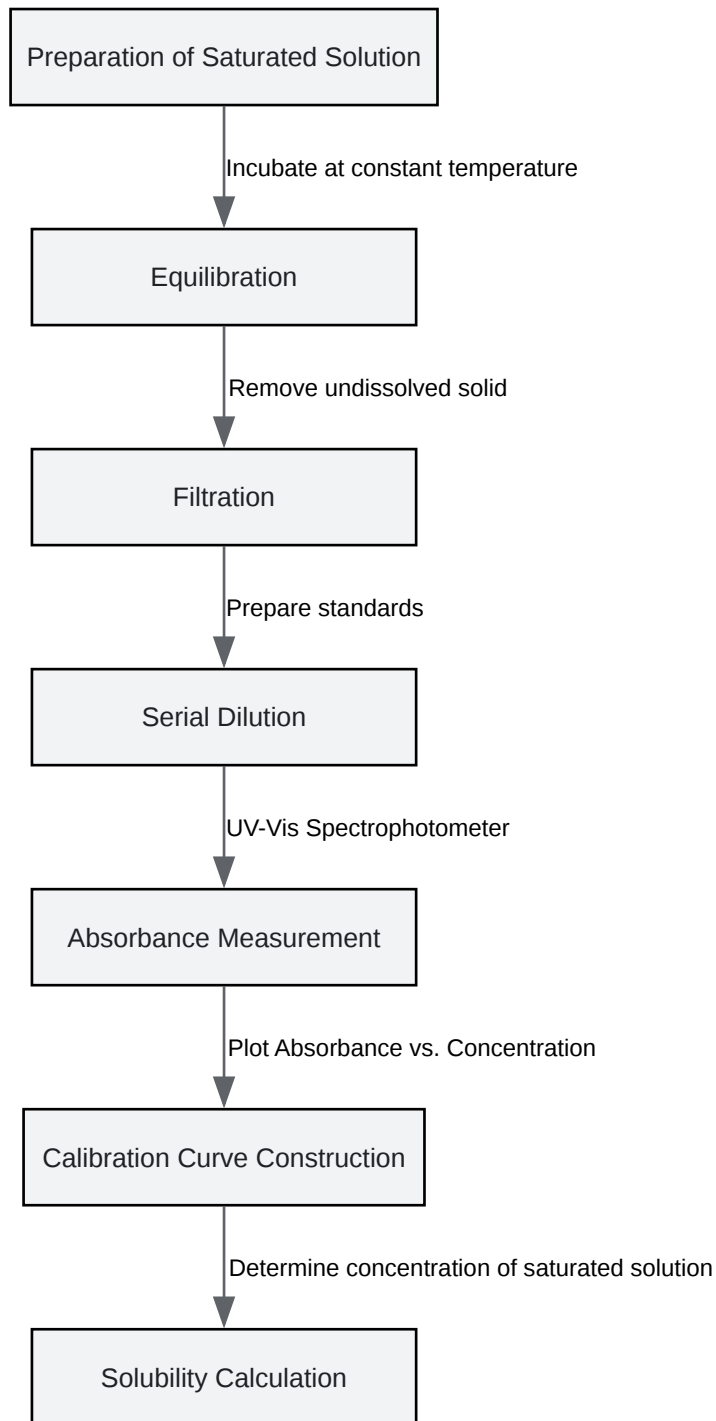 Preparation of Saturated Solution
Incubate at constant temperature
Equilibration
Remove undissolved solid
Filtration
Prepare standards
Serial Dilution
UV-Vis Spectrophotometer
Absorbance Measurement
Plot Absorbance vs. Concentration
Calibration Curve Construction
Determine concentration of saturated solution
Solubility Calculation